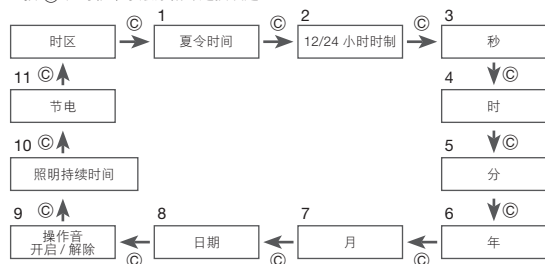 Ⓒ 1 Ⓒ 2 Ⓒ 3
时区 夏令时间 12/24 小时时制 秒
11 Ⓒ 4 Ⓒ
节电 时
10 Ⓒ 5 Ⓒ
照明持续时间 分
9 Ⓒ 8 7 6 Ⓒ
操作音
开启 / 解除 日期 月 年
Ⓒ Ⓒ Ⓒ